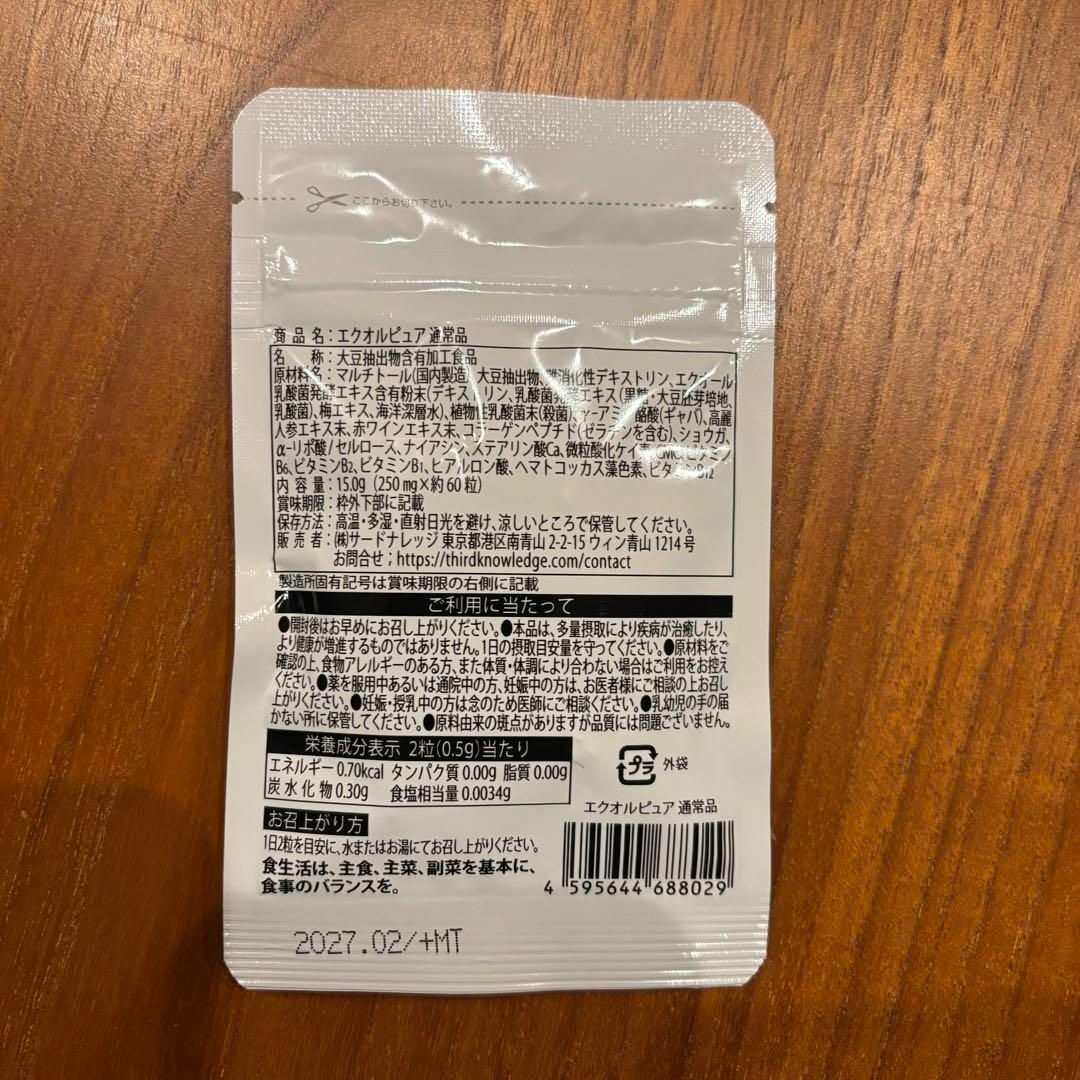 ここからお切り下さい。
商品名：エクオルピュア 通常品
名称：大豆抽出物含有加工食品
原材料名：マルチトール(国内製造)、大豆抽出物、難消化性デキストリン、エクオール
乳酸菌発酵エキス含有粉末(デキストリン、乳酸菌発酵エキス(黒糖・大豆胚芽培地、
乳酸菌)、梅エキス、海洋深層水)、植物性乳酸菌末(殺菌)、γ-アミノ酪酸(ギャバ)、高麗
人参エキス末、赤ワインエキス末、コラーゲンペプチド(ゼラチンを含む)、ショウガ、
α-リポ酸 / セルロース、ナイアシン、ステアリン酸Ca、微粒酸化ケイ素、CMC、ビタミン
B6、ビタミンB2、ビタミンB1、ヒアルロン酸、ヘマトコッカス藻色素、ビタミンB12
内容量：15.0g（250mg×約60粒）
賞味期限：枠外下部に記載
保存方法：高温・多湿・直射日光を避け、涼しいところで保管してください。
販売者：㈱サードナレッジ 東京都港区南青山 2-2-15 ウィン青山 1214号
お問合せ；https://thirdknowledge.com/contact
製造所固有記号は賞味期限の右側に記載
ご利用に当たって
●開封後はお早めにお召し上がりください。●本品は、多量摂取により疾病が治癒したり、
より健康が増進するものではありません。1日の摂取目安量を守ってください。●原材料をご
確認の上、食物アレルギーのある方、また体質・体調により合わない場合はご利用をお控え
ください。●薬を服用中あるいは通院中の方、妊娠中の方は、お医者様にご相談の上お召し
上がりください。●妊娠・授乳中の方は念のため医師にご相談ください。●乳幼児の手の届
かない所に保管してください。●原料由来の斑点がありますが品質には問題ございません。
栄養成分表示 2粒(0.5g)当たり
エネルギー 0.70kcal タンパク質 0.00g 脂質 0.00g
炭水化物 0.30g 食塩相当量 0.0034g
プラ 外袋
お召上がり方
1日2粒を目安に、水またはお湯にてお召し上がりください。
食生活は、主食、主菜、副菜を基本に、
食事のバランスを。
エクオルピュア 通常品
4 595644 688029
2027.02/+MT